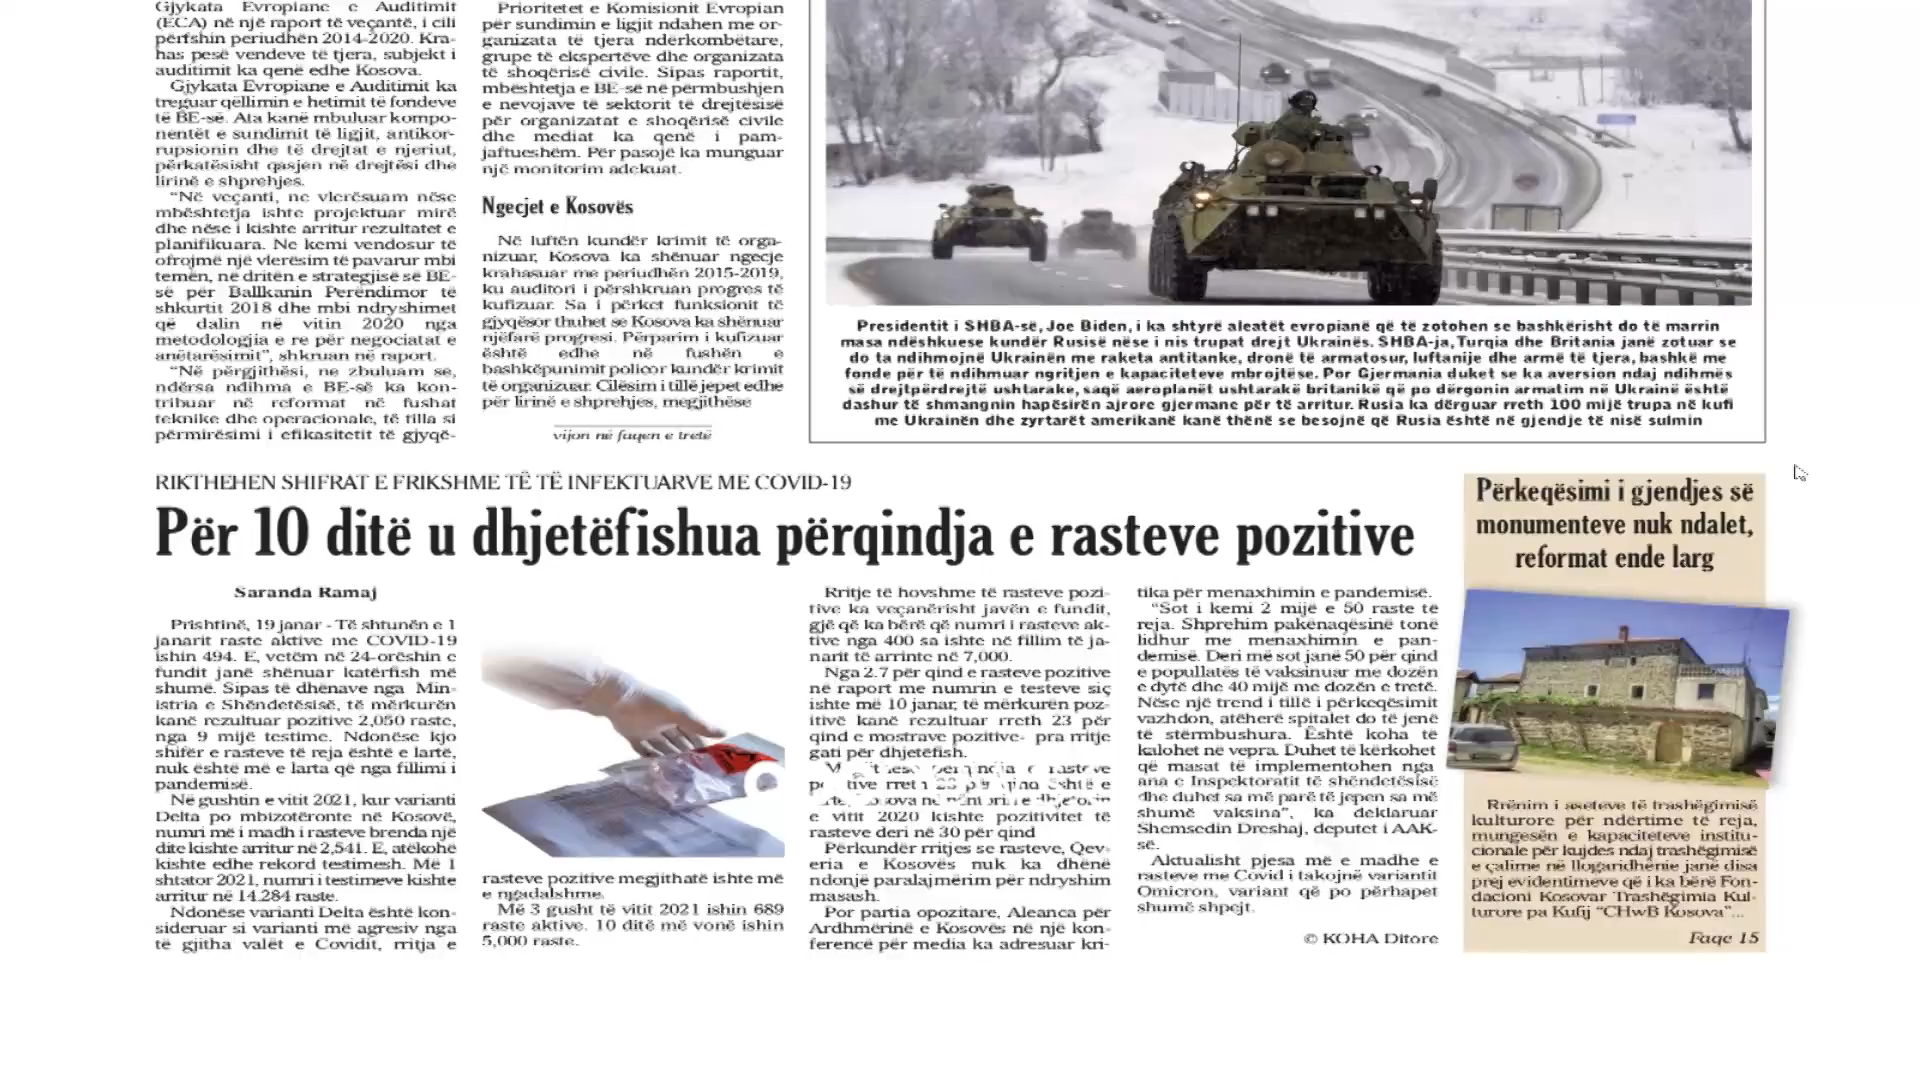 Gjykata Evropiane e Auditimit
(ECA) në një raport të veçantë, i cili
përfshin periudhën 2014-2020. Kra-
has pesë vendeve të tjera, subjekt i
auditimit ka qenë edhe Kosova.
Gjykata Evropiane e Auditimit ka
treguar qëllimin e hetimit të fondeve
të BE-së. Ata kanë mbuluar kompo-
nentët e sundimit të ligjit, antikor-
rupsionin dhe të drejtat e njeriut,
përkatësisht qasjen në drejtësi dhe
lirinë e shprehjes.
“Në veçanti, ne vlerësuam nëse
mbështetja ishte projektuar mirë
dhe nëse i kishte arritur rezultatet e
planifikuara. Ne kemi vendosur të
ofrojmë një vlerësim të pavarur mbi
temën, në dritën e strategjisë së BE-
së për Ballkanin Perëndimor të
shkurtit 2018 dhe mbi ndryshimet
që dalin në vitin 2020 nga
metodologjia e re për negociatat e
anëtarësimit”, shkruan në raport.
“Në përgjithësi, ne zbuluam se,
ndërsa ndihma e BE-së ka kon-
tribuar në reformat në fushat
teknike dhe operacionale, të tilla si
përmirësimi i efikasitetit të gjyqë-
Prioritetet e Komisionit Evropian
për sundimin e ligjit ndahen me or-
ganizata të tjera ndërkombëtare,
grupe të ekspertëve dhe organizata
të shoqërisë civile. Sipas raportit,
mbështetja e BE-së në përmbushjen
e nevojave të sektorit të drejtësisë
për organizatat e shoqërisë civile
dhe mediat ka qenë i pam-
jaftueshëm. Për pasojë ka munguar
një monitorim adekuat.
Ngecjet e Kosovës
Në luftën kundër krimit të orga-
nizuar, Kosova ka shënuar ngecje
krahasuar me periudhën 2015-2019,
ku auditori i përshkruan progres të
kufizuar. Sa i përket funksionit të
gjyqësor thuhet se Kosova ka shënuar
njëfarë progresi. Përparim i kufizuar
është edhe në fushën e
bashkëpunimit policor kundër krimit
të organizuar. Cilësim i tillë jepet edhe
për lirinë e shprehjes, megjithëse
vijon në faqen e tretë
Presidentit i SHBA-së, Joe Biden, i ka shtyrë aleatët evropianë që të zotohen se bashkërisht do të marrin
masa ndëshkuese kundër Rusisë nëse i nis trupat drejt Ukrainës. SHBA-ja, Turqia dhe Britania janë zotuar se
do ta ndihmojnë Ukrainën me raketa antitanke, dronë të armatosur, luftanije dhe armë të tjera, bashkë me
fonde për të ndihmuar ngritjen e kapaciteteve mbrojtëse. Por Gjermania duket se ka aversion ndaj ndihmës
së drejtpërdrejtë ushtarake, saqë aeroplanët ushtarakë britanikë që po dërgonin armatim në Ukrainë është
dashur të shmangnin hapësirën ajrore gjermane për të arritur. Rusia ka dërguar rreth 100 mijë trupa në kufi
me Ukrainën dhe zyrtarët amerikanë kanë thënë se besojnë që Rusia është në gjendje të nisë sulmin
RIKTHEHEN SHIFRAT E FRIKSHME TË TË INFEKTUARVE ME COVID-19
Për 10 ditë u dhjetëfishua përqindja e rasteve pozitive
Saranda Ramaj
Prishtinë, 19 janar - Të shtunën e 1
janarit raste aktive me COVID-19
ishin 494. E, vetëm në 24-orëshin e
fundit janë shënuar katërfish më
shumë. Sipas të dhënave nga Min-
istria e Shëndetësisë, të mërkurën
kanë rezultuar pozitive 2,050 raste,
nga 9 mijë testime. Ndonëse kjo
shifër e rasteve të reja është e lartë,
nuk është më e larta që nga fillimi i
pandemisë.
Në gushtin e vitit 2021, kur varianti
Delta po mbizotëronte në Kosovë,
numri më i madh i rasteve brenda një
dite kishte arritur në 2,541. E, atëkohë
kishte edhe rekord testimesh. Më 1
shtator 2021, numri i testimeve kishte
arritur në 14.284 raste.
Ndonëse varianti Delta është kon-
sideruar si varianti më agresiv nga
të gjitha valët e Covidit, rritja e
rasteve pozitive megjithatë ishte më
e ngadalshme.
Më 3 gusht të vitit 2021 ishin 689
raste aktive. 10 ditë më vonë ishin
5,000 raste.
Rritje të hovshme të rasteve pozi-
tive ka veçanërisht javën e fundit,
gjë që ka bërë që numri i rasteve ak-
tive nga 400 sa ishte në fillim të ja-
narit të arrinte në 7,000.
Nga 2.7 për qind e rasteve pozitive
në raport me numrin e testeve siç
ishte më 10 janar, të mërkurën poz-
itivë kanë rezultuar rreth 23 për
qind e mostrave pozitive- pra rritje
gati për dhjetëfish.
përqindja e rasteve
23 për qind është e
Kosova në nëntorin e dhjetorin
e vitit 2020 kishte pozitivitet të
rasteve deri në 30 për qind
Përkundër rritjes se rasteve, Qev-
eria e Kosovës nuk ka dhënë
ndonjë paralajmërim për ndryshim
masash.
Por partia opozitare, Aleanca për
Ardhmërinë e Kosovës në një kon-
ferencë për media ka adresuar kri-
tika për menaxhimin e pandemisë.
“Sot i kemi 2 mijë e 50 raste të
reja. Shprehim pakënaqësinë tonë
lidhur me menaxhimin e pan-
demisë. Deri më sot janë 50 për qind
e popullatës të vaksinuar me dozën
e dytë dhe 40 mijë me dozën e tretë.
Nëse një trend i tillë i përkeqësimit
vazhdon, atëherë spitalet do të jenë
të stërmbushura. Është koha të
kalohet në vepra. Duhet të kërkohet
që masat të implementohen nga
ana e Inspektoratit të shëndetësisë
dhe duhet sa më parë të jepen sa më
shumë vaksina”, ka deklaruar
Shemsedin Dreshaj, deputet i AAK-
së.
Aktualisht pjesa më e madhe e
rasteve me Covid i takojnë variantit
Omicron, variant që po përhapet
shumë shpejt.
© KOHA Ditore
Përkeqësimi i gjendjes së
monumenteve nuk ndalet,
reformat ende larg
Rrënim i aseteve të trashëgimisë
kulturore për ndërtime të reja,
mungesën e kapaciteteve institu-
cionale për kujdes ndaj trashëgimisë
e çalime në llogaridhënie janë disa
prej evidentimeve që i ka bërë Fon-
dacioni Kosovar Trashëgimia Kul-
turore pa Kufij “CHwB Kosova”...
Faqe 15